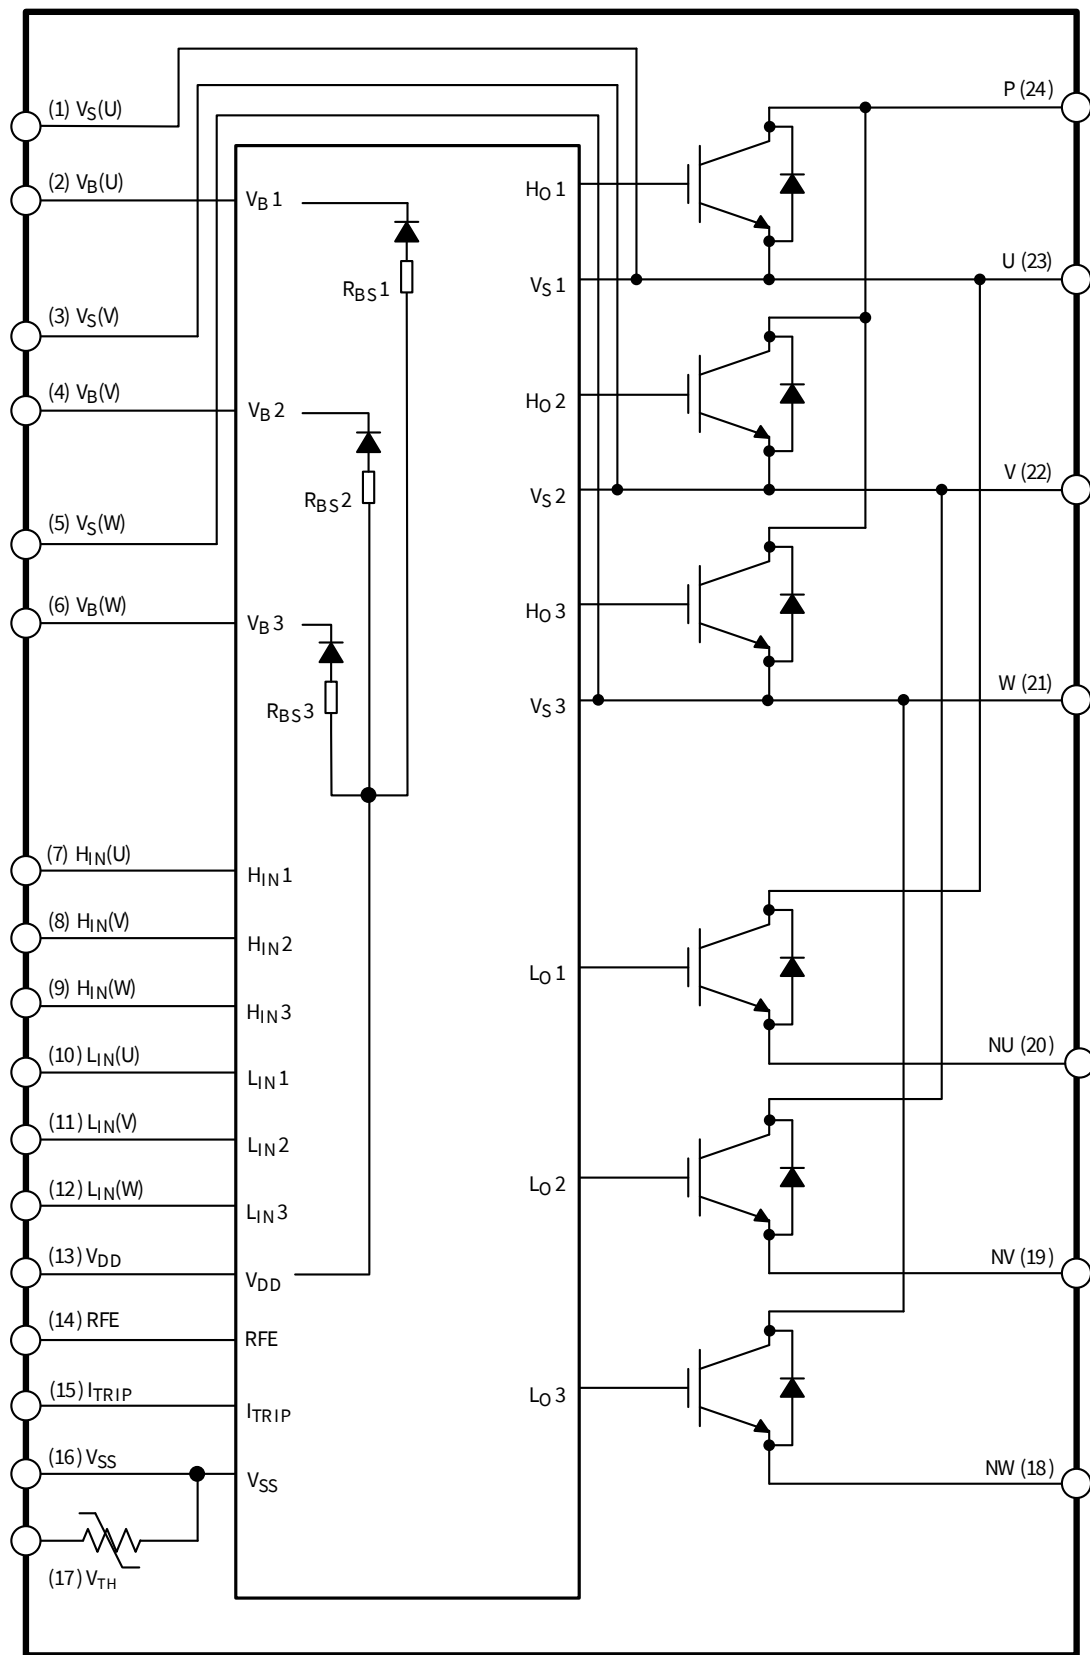 (1) VS(U)
(2) VB(U)
(3) VS(V)
(4) VB(V)
(5) VS(W)
(6) VB(W)
(7) HIN(U)
(8) HIN(V)
(9) HIN(W)
(10) LIN(U)
(11) LIN(V)
(12) LIN(W)
(13) VDD
(14) RFE
(15) ITRIP
(16) VSS
(17) VTH
VB1
RBS1
VB2
RBS2
VB3
RBS3
HIN1
HIN2
HIN3
LIN1
LIN2
LIN3
VDD
RFE
ITRIP
VSS
HO1
VS1
HO2
VS2
HO3
VS3
LO1
LO2
LO3
P (24)
U (23)
V (22)
W (21)
NU (20)
NV (19)
NW (18)